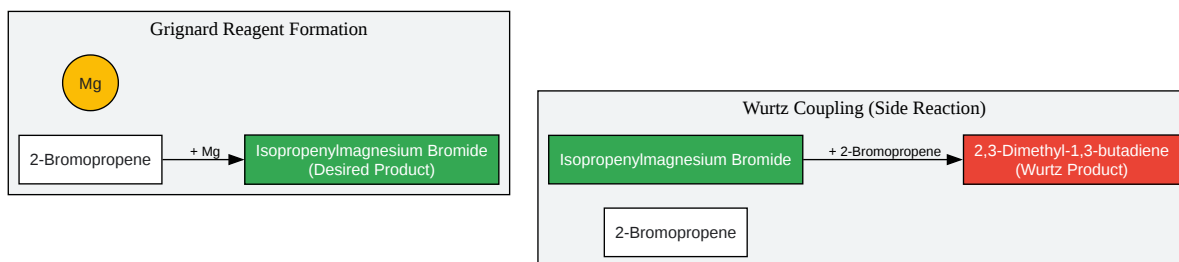 Grignard Reagent Formation
Mg
2-Bromopropene
+ Mg
Isopropenylmagnesium Bromide
(Desired Product)
Wurtz Coupling (Side Reaction)
Isopropenylmagnesium Bromide
+ 2-Bromopropene
2,3-Dimethyl-1,3-butadiene
(Wurtz Product)
2-Bromopropene